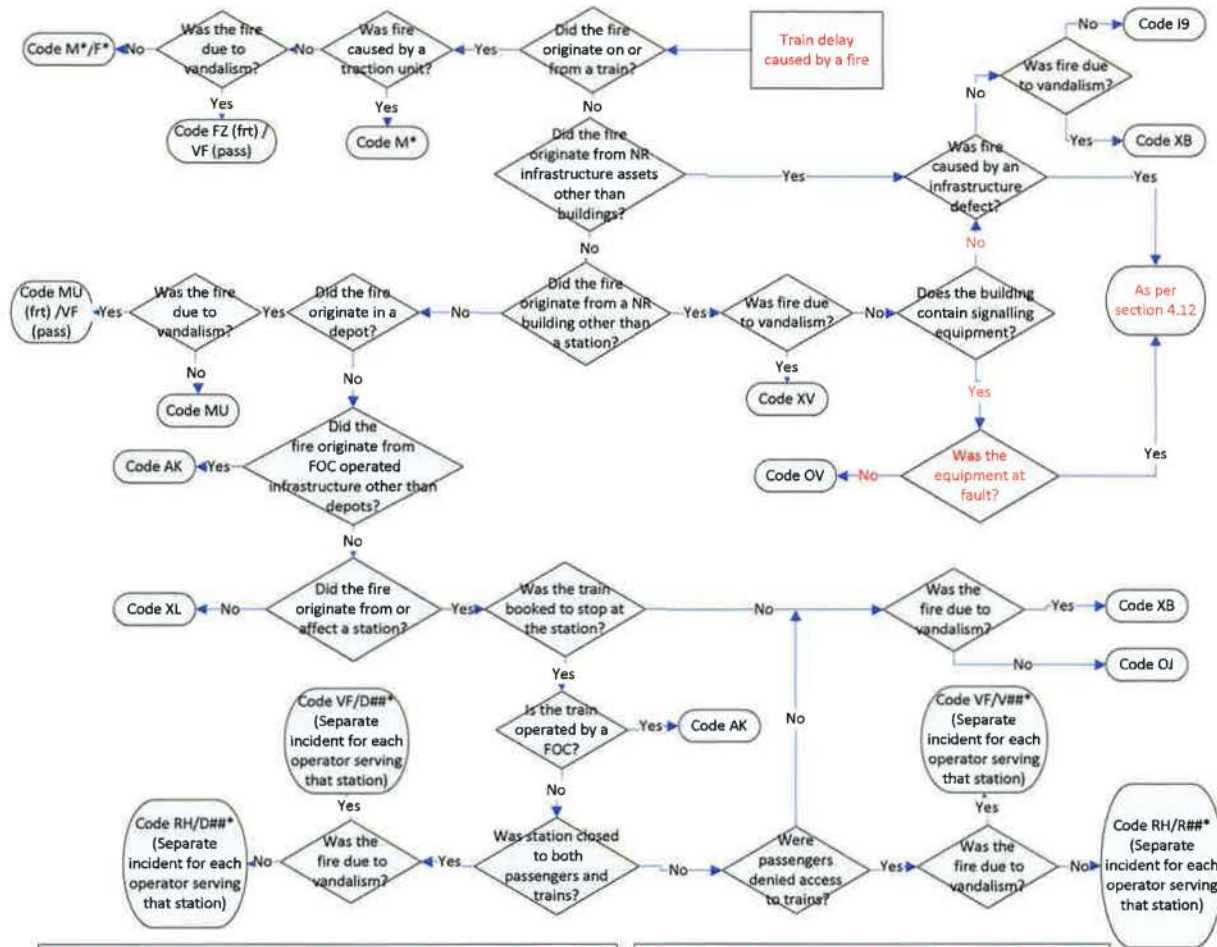 Train delay
caused by a fire
Did the fire
originate on or
from a train?
Yes
Was fire
caused by a
traction unit?
No
Was the fire
due to
vandalism?
No
Code M*/F*
Yes
Code FZ (frt) /
VF (pass)
Yes
Code M*
No
Did the fire
originate from NR
infrastructure assets
other than
buildings?
Yes
Was fire
caused by an
infrastructure
defect?
No
Was fire due
to vandalism?
No
Code I9
Yes
Code XB
Yes
As per
section 4.12
No
Did the fire
originate from a NR
building other than
a station?
Yes
Was fire due
to vandalism?
No
Does the building
contain signalling
equipment?
No
Yes
Code XV
Yes
Was the
equipment at
fault?
No
Code OV
Yes
No
Did the fire
originate in a
depot?
Yes
Was the fire
due to
vandalism?
Yes
Code MU
(frt) /VF
(pass)
No
Code MU
No
Did the
fire originate from
FOC operated
infrastructure other than
depots?
Yes
Code AK
No
Did the fire
originate from or
affect a station?
No
Code XL
Yes
Was the train
booked to stop at
the station?
No
Was the
fire due to
vandalism?
Yes
Code XB
No
Code OJ
Yes
Is the train
operated by a
FOC?
Yes
Code AK
No
Was station closed
to both
passengers and
trains?
Yes
Was the
fire due to
vandalism?
Yes
Code VF/D##*
(Separate
incident for each
operator serving
that station)
No
Code RH/D##*
(Separate
incident for each
operator serving
that station)
No
Were
passengers
denied access
to trains?
No
Yes
Was the
fire due to
vandalism?
Yes
Code VF/V##*
(Separate
incident for each
operator serving
that station)
No
Code RH/R##*
(Separate
incident for each
operator serving
that station)